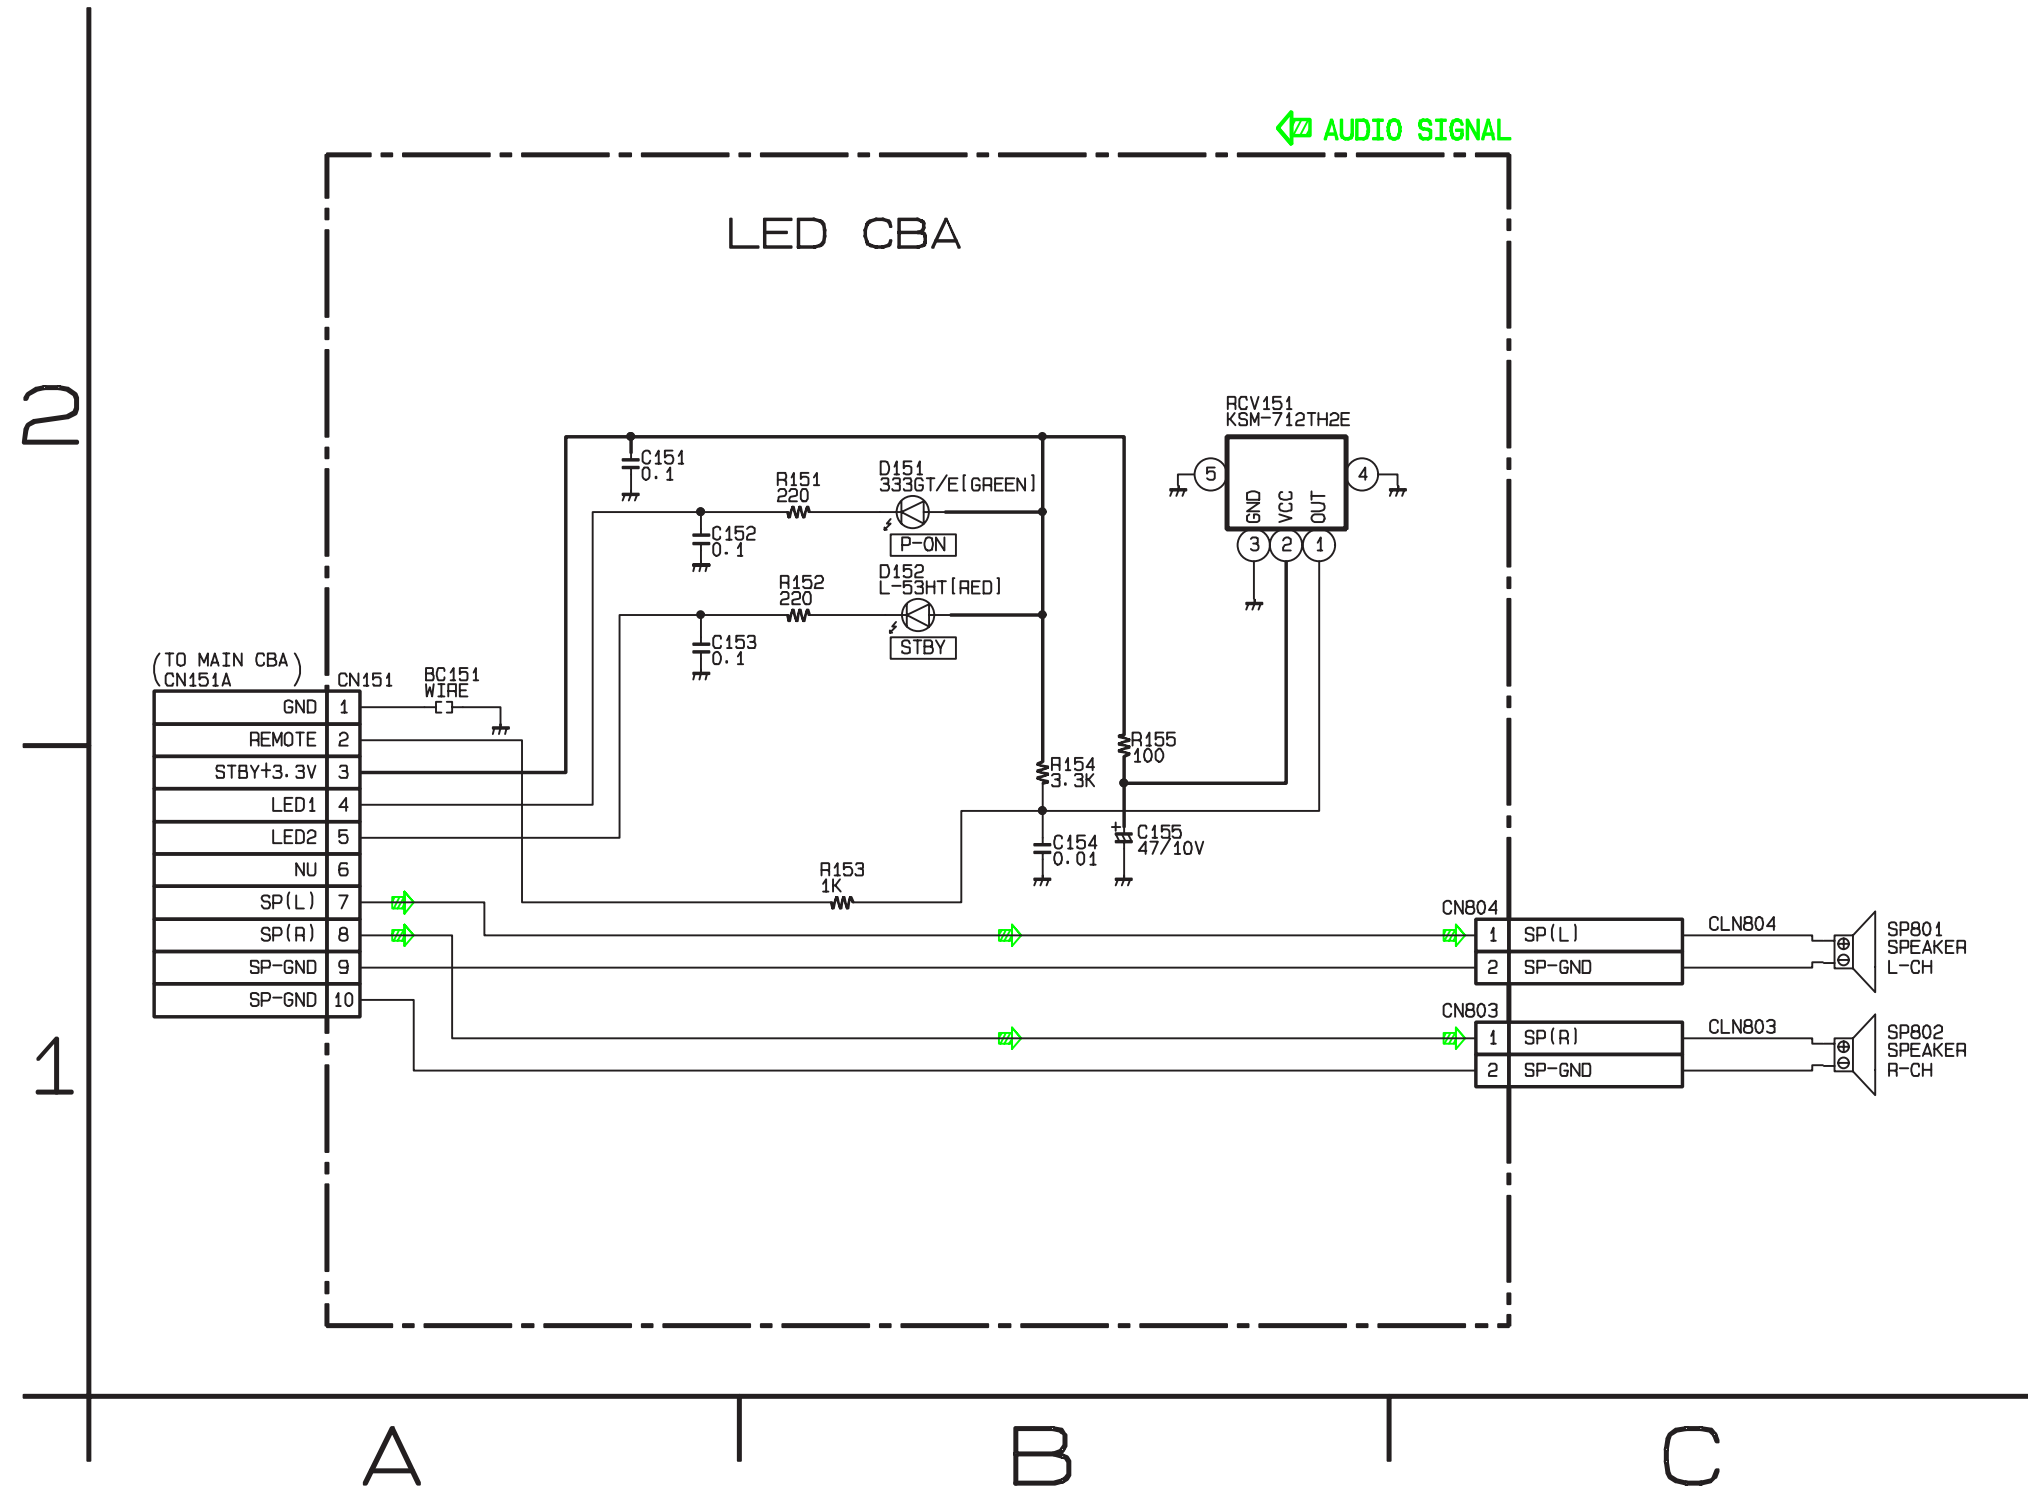 AUDIO SIGNAL
LED CBA
2
RCV151
KSM-712TH2E
5
4
GND
VCC
OUT
3
2
1
C151
0.1
R151
220
D151
333GT/E[GREEN]
C152
0.1
P-ON
R152
220
D152
L-53HT[RED]
C153
0.1
STBY
(TO MAIN CBA)
(CN151A)
CN151
BC151
WIRE
GND 1
REMOTE 2
STBY+3.3V 3
LED1 4
LED2 5
NU 6
SP(L) 7
SP(R) 8
SP-GND 9
SP-GND 10
R155
100
R154
3.3K
+
C155
47/10V
C154
0.01
R153
1K
CN804
1 SP(L)
2 SP-GND
CLN804
SP801
SPEAKER
L-CH
CN803
1 SP(R)
2 SP-GND
CLN803
SP802
SPEAKER
R-CH
1
A
B
C